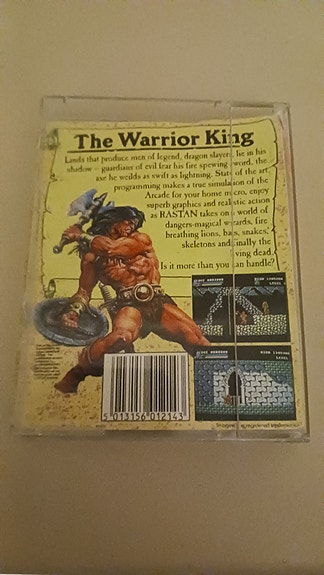 The Warrior King
Lands that produce men of legend, dragon slayers lie in his
shadow – guardians of evil fear his fire spewing sword, the
axe he weilds as swift as lightning. State of the art,
programming makes a true simulation of the
Arcade for your home micro, enjoy
superb graphics and realistic action
as RASTAN takes on a world of
dangers-magical wizards, fire
breathing lions, bats, snakes,
skeletons and finally the
living dead.
Is it more than you can handle?
5 013156 012143